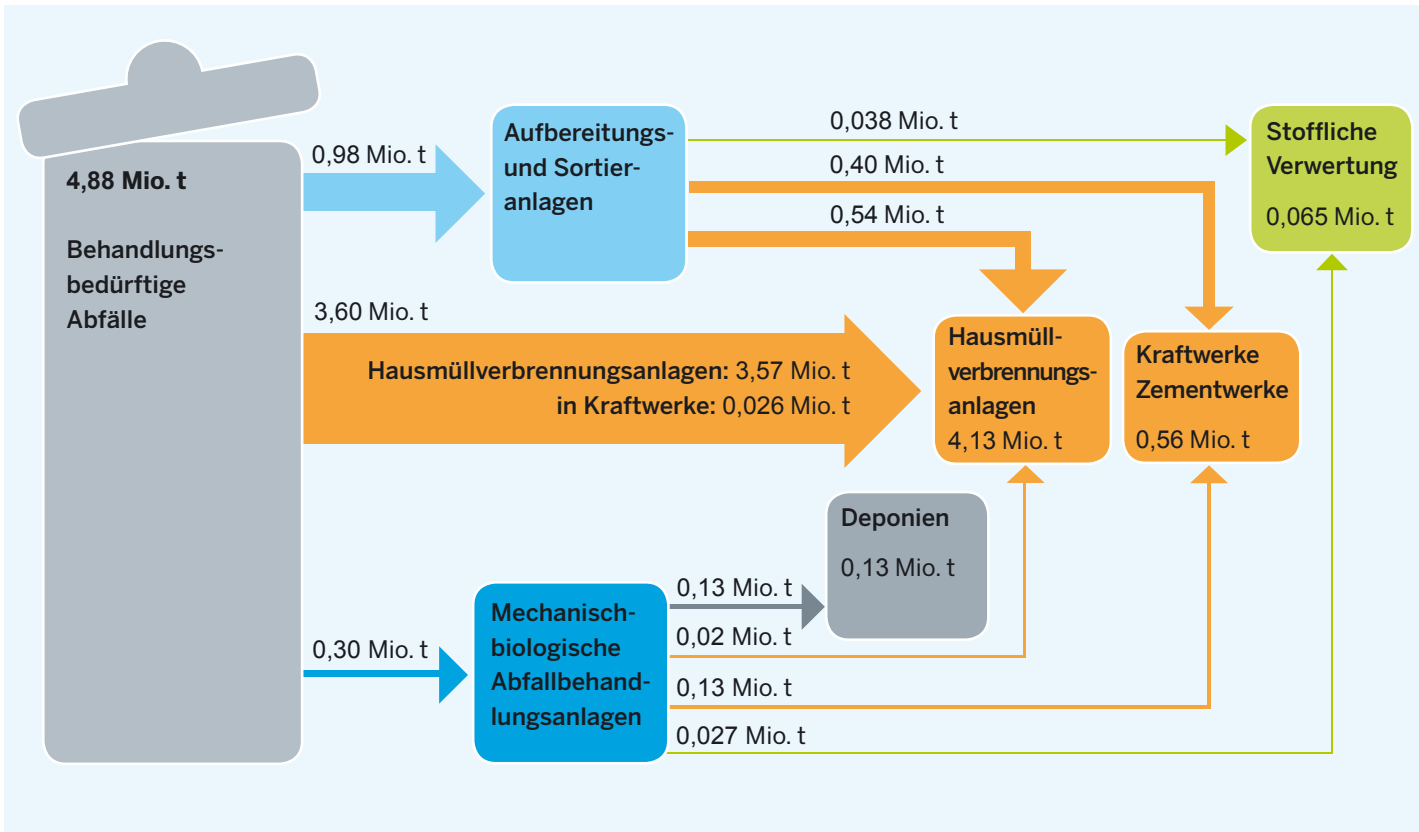 4,88 Mio. t
Behandlungs-
bedürftige
Abfälle
0,98 Mio. t
Aufbereitungs-
und Sortier-
anlagen
0,038 Mio. t
0,40 Mio. t
0,54 Mio. t
Stoffliche
Verwertung
0,065 Mio. t
3,60 Mio. t
Hausmüllverbrennungsanlagen: 3,57 Mio. t
in Kraftwerke: 0,026 Mio. t
Hausmüll-
verbrennungs-
anlagen
4,13 Mio. t
Kraftwerke
Zementwerke
0,56 Mio. t
Deponien
0,13 Mio. t
0,30 Mio. t
Mechanisch-
biologische
Abfallbehand-
lungsanlagen
0,13 Mio. t
0,02 Mio. t
0,13 Mio. t
0,027 Mio. t